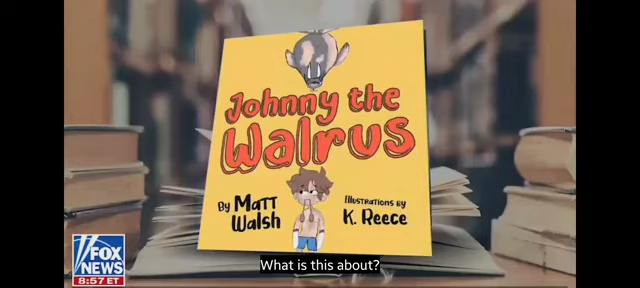 Johnny the
Walrus
By Matt
Walsh
Illustrations by
K. Reece
FOX
NEWS
8:57 ET
What is this about?